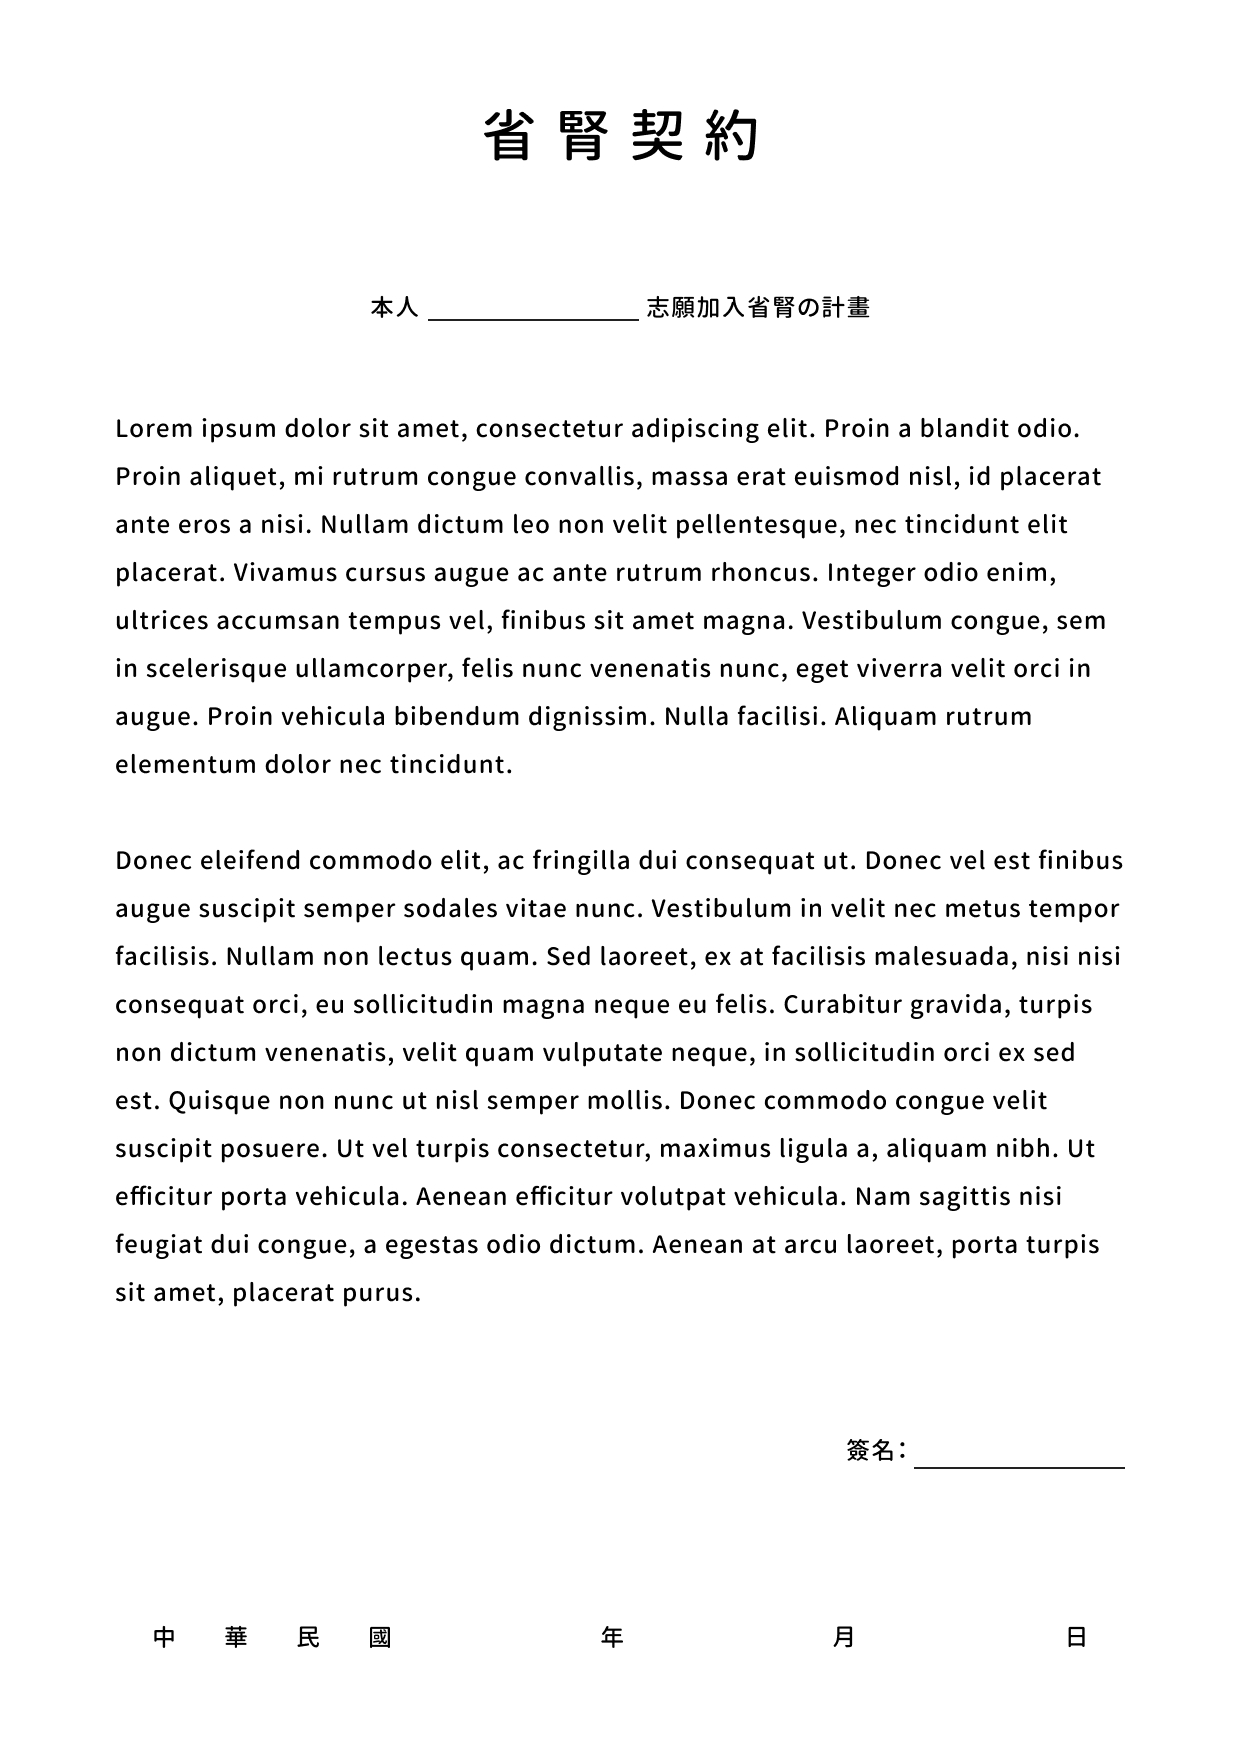 省腎契約
本人 ＿＿＿＿＿＿ 志願加入省腎の計畫
Lorem ipsum dolor sit amet, consectetur adipiscing elit. Proin a blandit odio.
Proin aliquet, mi rutrum congue convallis, massa erat euismod nisl, id placerat
ante eros a nisi. Nullam dictum leo non velit pellentesque, nec tincidunt elit
placerat. Vivamus cursus augue ac ante rutrum rhoncus. Integer odio enim,
ultrices accumsan tempus vel, finibus sit amet magna. Vestibulum congue, sem
in scelerisque ullamcorper, felis nunc venenatis nunc, eget viverra velit orci in
augue. Proin vehicula bibendum dignissim. Nulla facilisi. Aliquam rutrum
elementum dolor nec tincidunt.
Donec eleifend commodo elit, ac fringilla dui consequat ut. Donec vel est finibus
augue suscipit semper sodales vitae nunc. Vestibulum in velit nec metus tempor
facilisis. Nullam non lectus quam. Sed laoreet, ex at facilisis malesuada, nisi nisi
consequat orci, eu sollicitudin magna neque eu felis. Curabitur gravida, turpis
non dictum venenatis, velit quam vulputate neque, in sollicitudin orci ex sed
est. Quisque non nunc ut nisl semper mollis. Donec commodo congue velit
suscipit posuere. Ut vel turpis consectetur, maximus ligula a, aliquam nibh. Ut
efficitur porta vehicula. Aenean efficitur volutpat vehicula. Nam sagittis nisi
feugiat dui congue, a egestas odio dictum. Aenean at arcu laoreet, porta turpis
sit amet, placerat purus.
簽名：＿＿＿＿＿＿
中 華 民 國 年 月 日